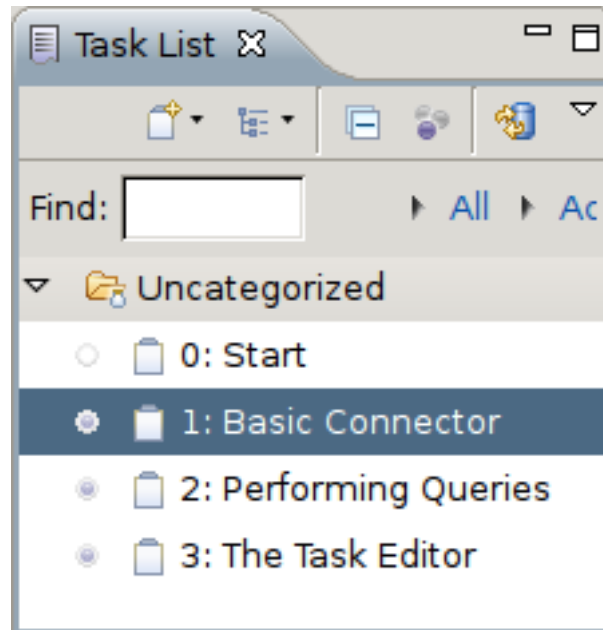 Task List
Find: All Ac
Uncategorized
0: Start
1: Basic Connector
2: Performing Queries
3: The Task Editor